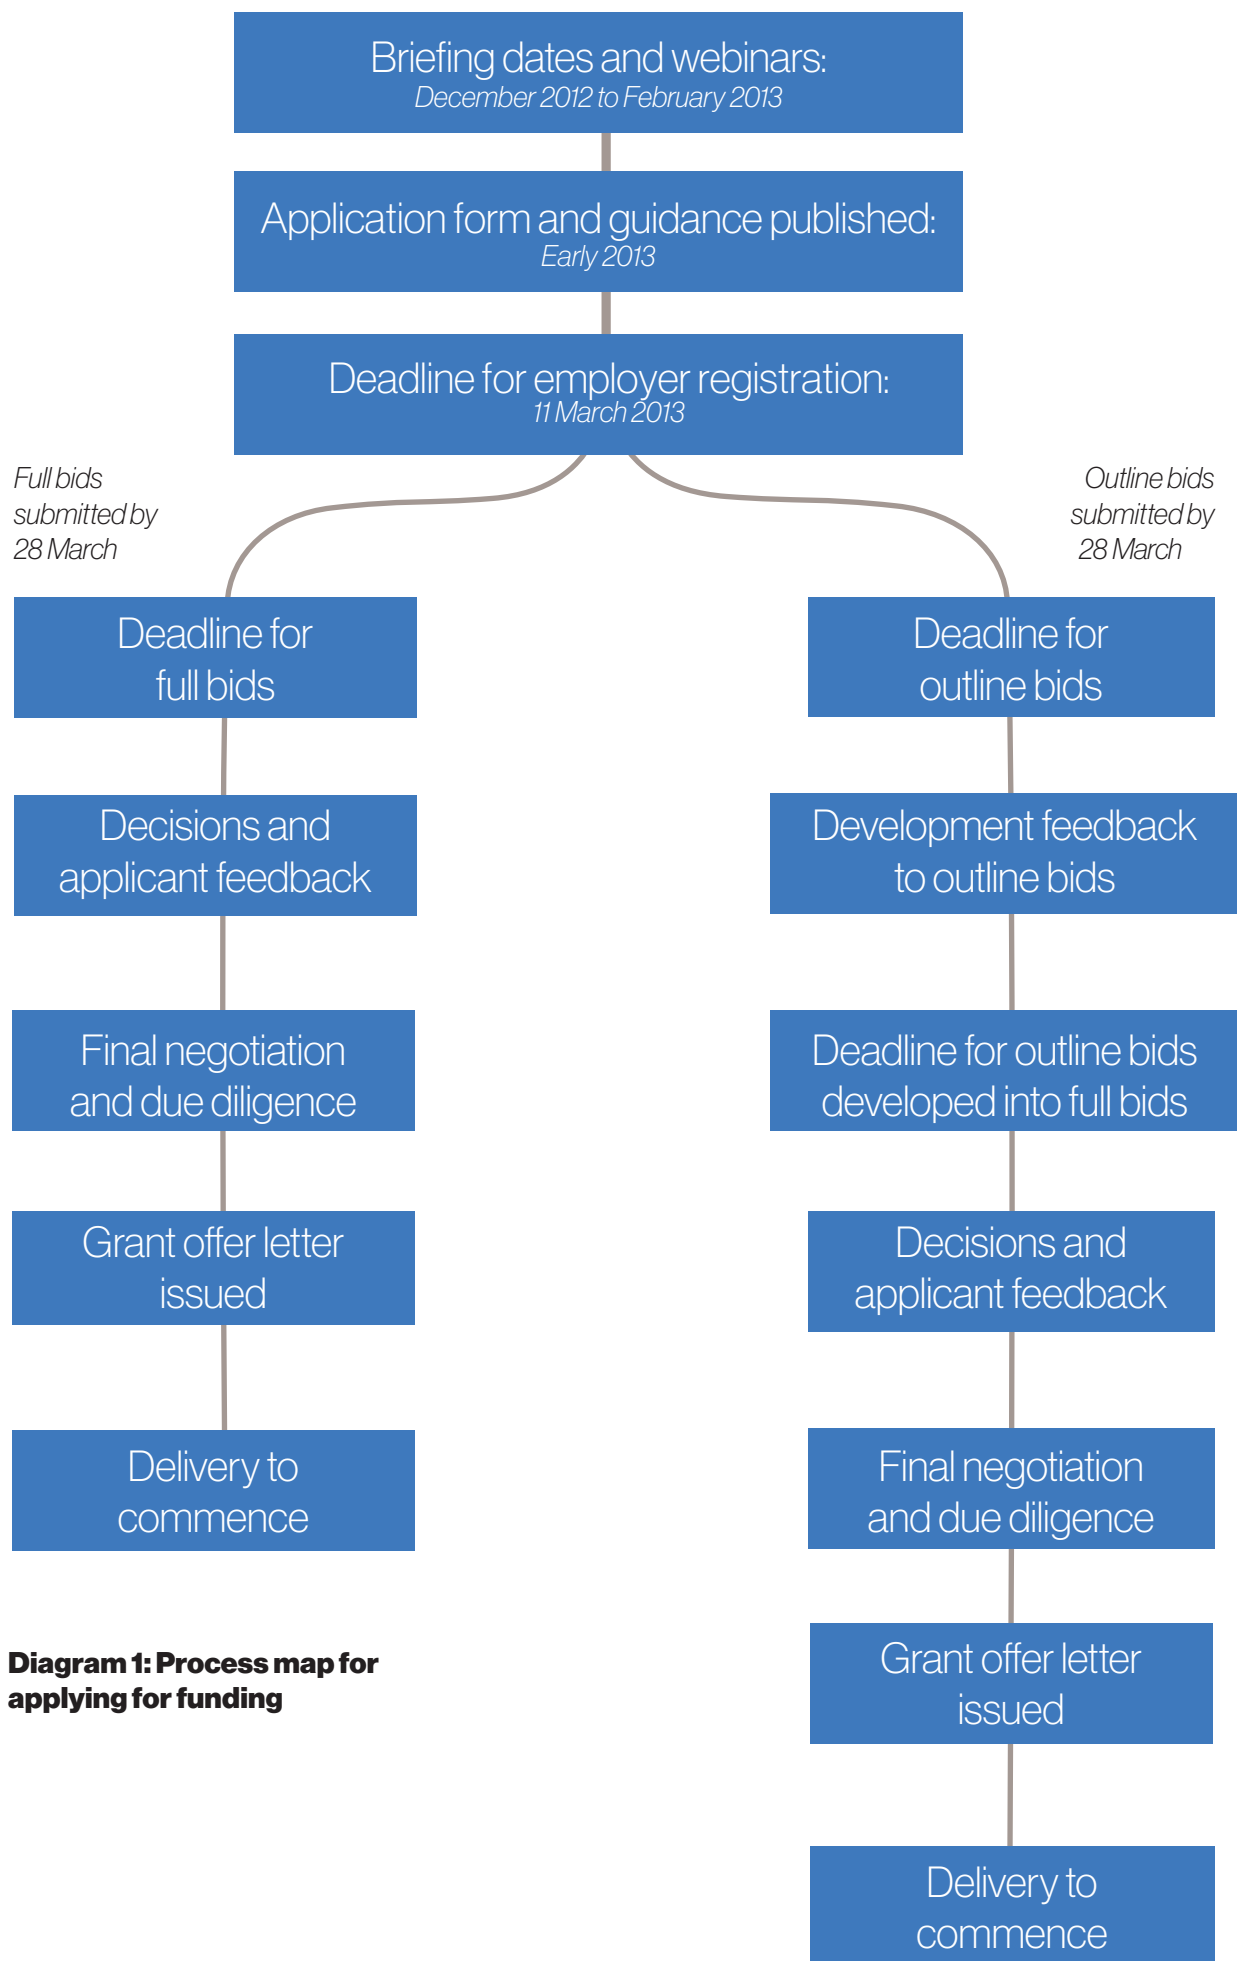 Briefing dates and webinars:
December 2012 to February 2013
Application form and guidance published:
Early 2013
Deadline for employer registration:
11 March 2013
Full bids
submitted by
28 March
Outline bids
submitted by
28 March
Deadline for
full bids
Decisions and
applicant feedback
Final negotiation
and due diligence
Grant offer letter
issued
Delivery to
commence
Deadline for
outline bids
Development feedback
to outline bids
Deadline for outline bids
developed into full bids
Decisions and
applicant feedback
Final negotiation
and due diligence
Grant offer letter
issued
Delivery to
commence
Diagram 1: Process map for
applying for funding